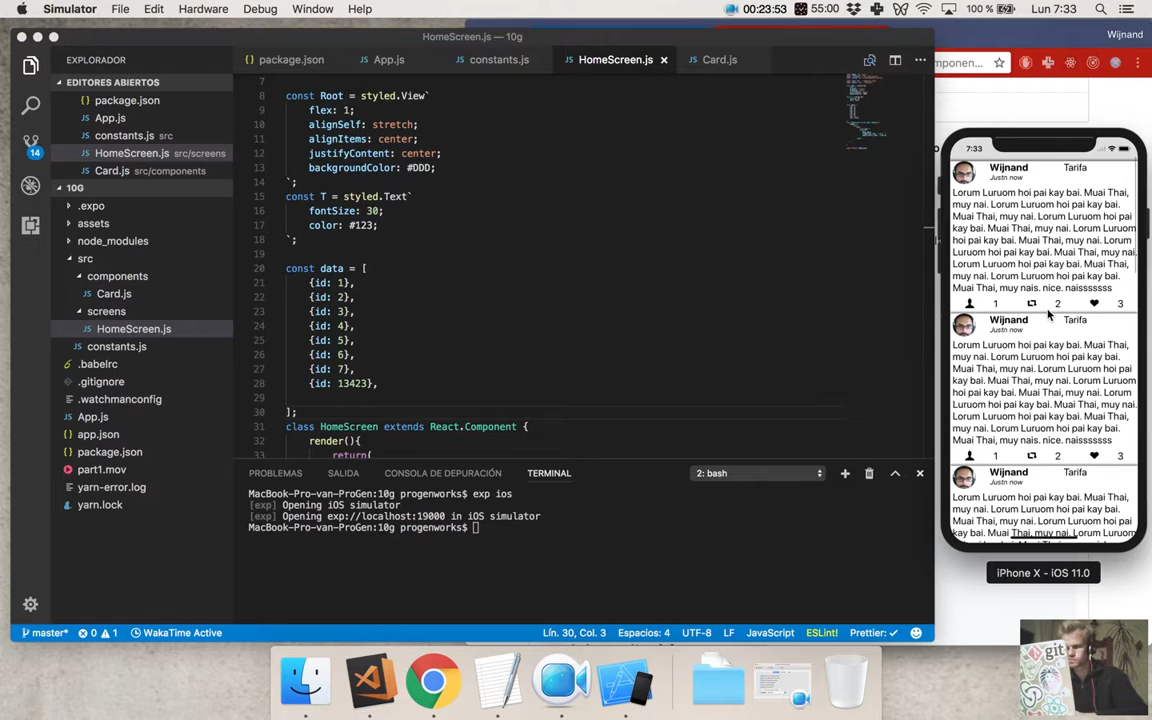 Simulator File Edit Hardware Debug Window Help
00:23:53 55:00 100 % Lun 7:33
HomeScreen.js — 10g
Wijnand
EXPLORADOR
package.json App.js constants.js HomeScreen.js Card.js
mponen...
EDITORES ABIERTOS
package.json
App.js
constants.js src
HomeScreen.js src/screens
Card.js src/components
10G
.expo
assets
node_modules
src
components
Card.js
screens
HomeScreen.js
constants.js
.babelrc
.gitignore
.watchmanconfig
App.js
app.json
package.json
part1.mov
yarn-error.log
yarn.lock
14
7
8 const Root = styled.View`
9 flex: 1;
10 alignSelf: stretch;
11 alignItems: center;
12 justifyContent: center;
13 backgroundColor: #DDD;
14 `;
15 const T = styled.Text`
16 fontSize: 30;
17 color: #123;
18 `;
19
20 const data = [
21 {id: 1},
22 {id: 2},
23 {id: 3},
24 {id: 4},
25 {id: 5},
26 {id: 6},
27 {id: 7},
28 {id: 13423},
29
30 ];
31 class HomeScreen extends React.Component {
32 render(){
33 return(
PROBLEMAS SALIDA CONSOLA DE DEPURACIÓN TERMINAL 2: bash
MacBook-Pro-van-ProGen:10g progenworks$ exp ios
[exp] Opening iOS simulator
[exp] Opening exp://localhost:19000 in iOS simulator
MacBook-Pro-van-ProGen:10g progenworks$
master* 0 1 WakaTime Active Lín. 30, Col. 3 Espacios: 4 UTF-8 LF JavaScript ESLint! Prettier: ✓
7:33
Wijnand Tarifa
Justn now
Lorum Luruom hoi pai kay bai. Muai Thai,
muy nai. Lorum Luruom hoi pai kay bai.
Muai Thai, muy nai. Lorum Luruom hoi pai
kay bai. Muai Thai, muy nai. Lorum Luruom
hoi pai kay bai. Muai Thai, muy nai. Lorum
Luruom hoi pai kay bai. Muai Thai, muy nai.
Lorum Luruom hoi pai kay bai. Muai Thai,
muy nai. Lorum Luruom hoi pai kay bai.
Muai Thai, muy nais. nice. naisssssss
1 2 3
Wijnand Tarifa
Justn now
Lorum Luruom hoi pai kay bai. Muai Thai,
muy nai. Lorum Luruom hoi pai kay bai.
Muai Thai, muy nai. Lorum Luruom hoi pai
kay bai. Muai Thai, muy nai. Lorum Luruom
hoi pai kay bai. Muai Thai, muy nai. Lorum
Luruom hoi pai kay bai. Muai Thai, muy nai.
Lorum Luruom hoi pai kay bai. Muai Thai,
muy nai. Lorum Luruom hoi pai kay bai.
Muai Thai, muy nais. nice. naisssssss
1 2 3
Wijnand Tarifa
Justn now
Lorum Luruom hoi pai kay bai. Muai Thai,
muy nai. Lorum Luruom hoi pai kay bai.
Muai Thai, muy nai. Lorum Luruom hoi pai
kay bai. Muai Thai, muy nai. Lorum Luruom
iPhone X - iOS 11.0
git